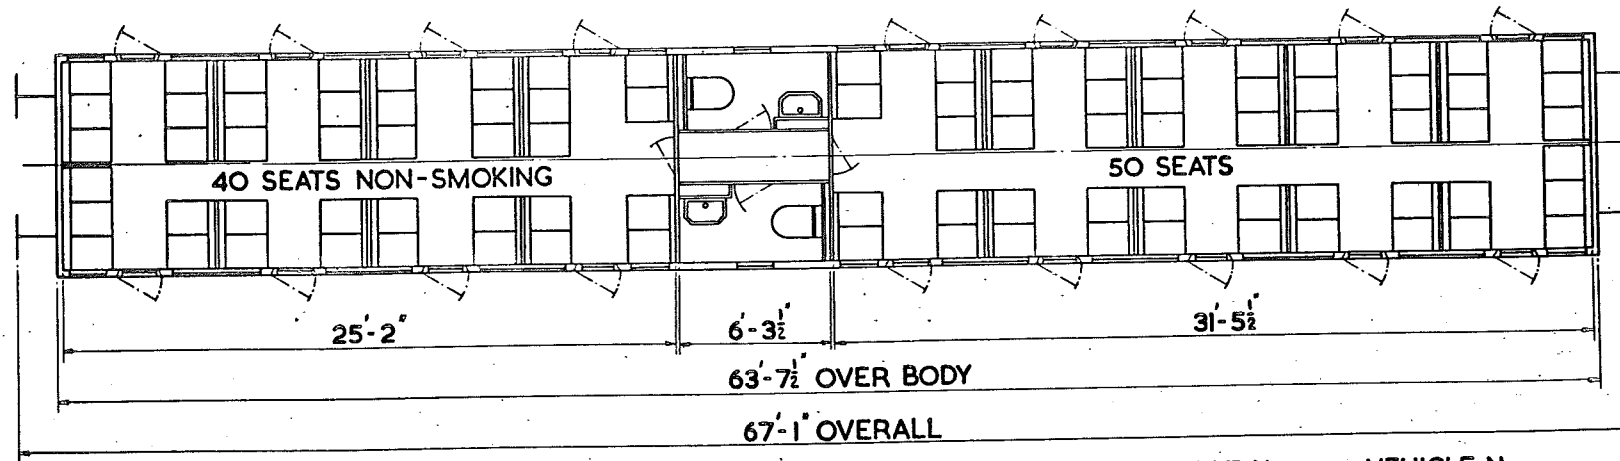 40 SEATS NON-SMOKING
50 SEATS
25'-2"
6'-3½"
31'-5½"
63'-7½" OVER BODY
67'-1" OVERALL